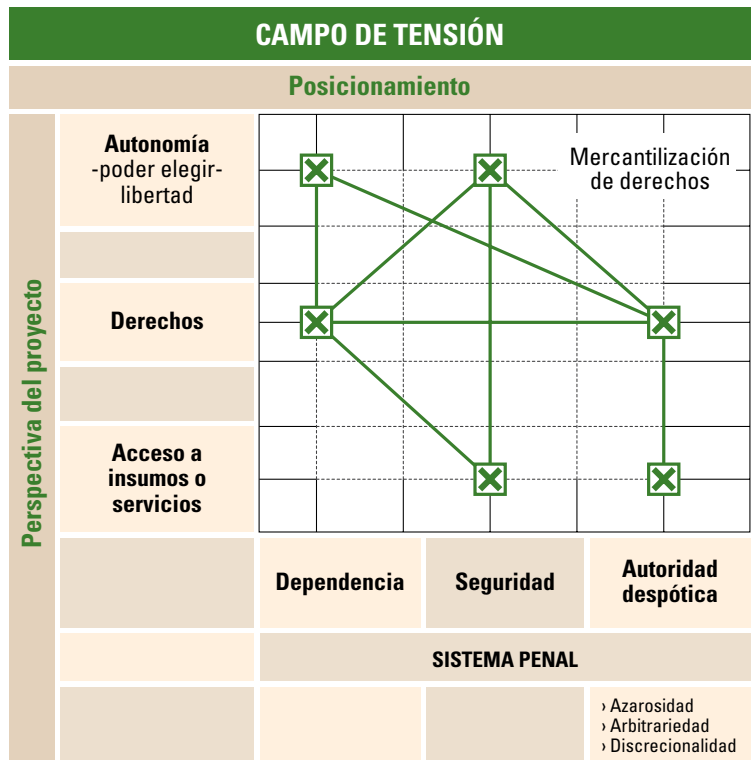 CAMPO DE TENSIÓN
Posicionamiento
Perspectiva del proyecto
Autonomía
-poder elegir-
libertad
Mercantilización
de derechos
Derechos
Acceso a
insumos o
servicios
Dependencia
Seguridad
Autoridad
despótica
SISTEMA PENAL
› Azarosidad
› Arbitrariedad
› Discrecionalidad